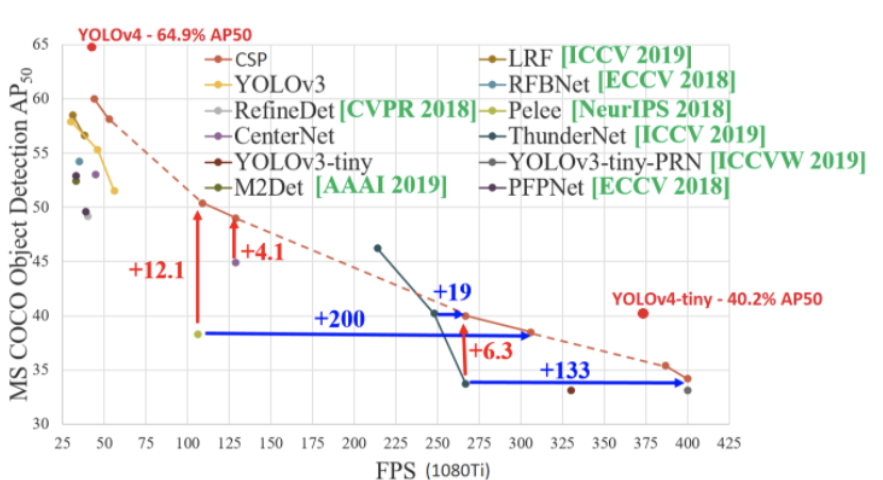 YOLOv4 - 64.9% AP50
MS COCO Object Detection AP50
65
60
55
50
45
40
35
30
CSP
YOLOv3
RefineDet [CVPR 2018]
CenterNet
YOLOv3-tiny
M2Det [AAAI 2019]
LRF [ICCV 2019]
RFBNet [ECCV 2018]
Pelee [NeurIPS 2018]
ThunderNet [ICCV 2019]
YOLOv3-tiny-PRN [ICCVW 2019]
PFPNet [ECCV 2018]
+12.1
+4.1
+19
+200
+6.3
+133
YOLOv4-tiny - 40.2% AP50
25 50 75 100 125 150 175 200 225 250 275 300 325 350 375 400 425
FPS (1080Ti)